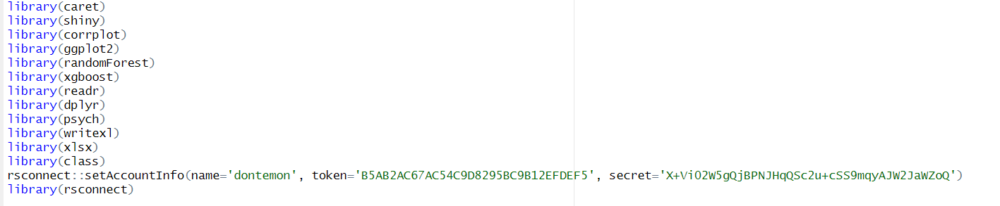 library(caret)
library(shiny)
library(corrplot)
library(ggplot2)
library(randomForest)
library(xgboost)
library(readr)
library(dplyr)
library(psych)
library(writexl)
library(xlsx)
library(class)
rsconnect::setAccountInfo(name='dontemon', token='B5AB2AC67AC54C9D8295BC9B12EFDEF5', secret='X+ViO2W5gQjBPNJHqQSc2u+cSS9mqyAJW2JaWZoQ')
library(rsconnect)